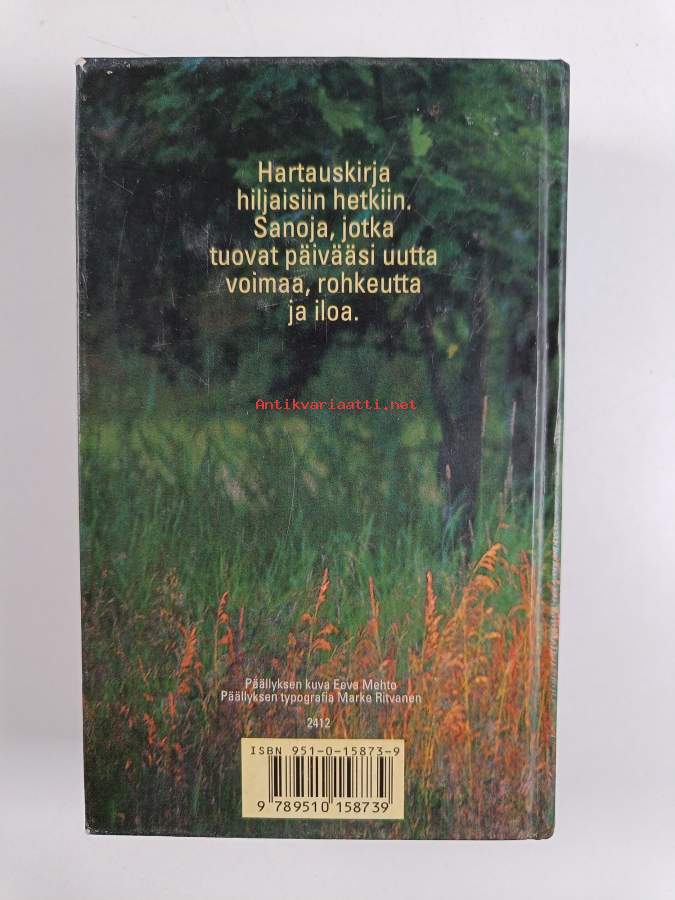 Hartauskirja
hiljaisiin hetkiin.
Sanoja, jotka
tuovat päivääsi uutta
voimaa, rohkeutta
ja iloa.
Antikvariaatti.net
Päällyksen kuva Eeva Mehto
Päällyksen typografia Marke Ritvanen
2412
ISBN 951-0-15873-9
9 789510 158739